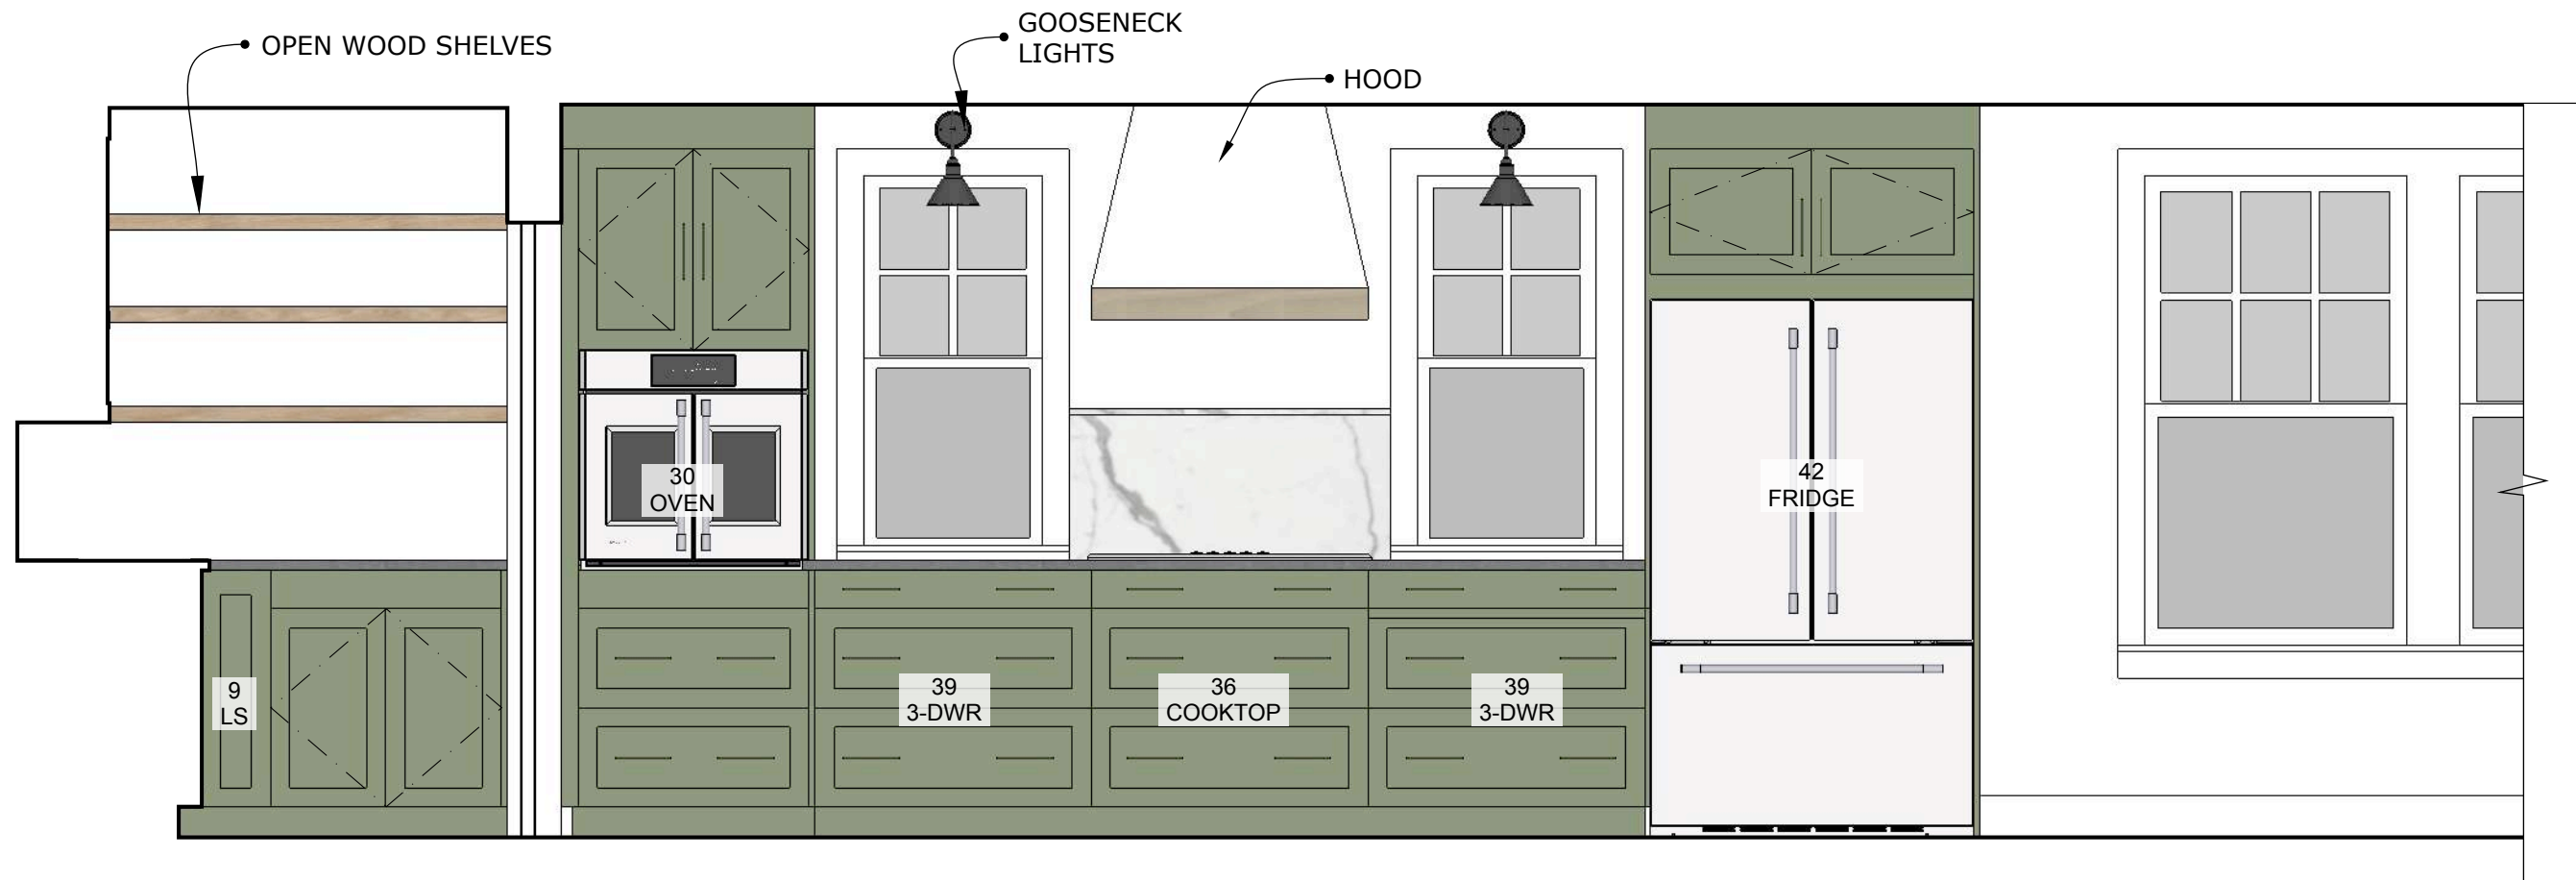 OPEN WOOD SHELVES
GOOSENECK
LIGHTS
HOOD
30
OVEN
42
FRIDGE
9
LS
39
3-DWR
36
COOKTOP
39
3-DWR